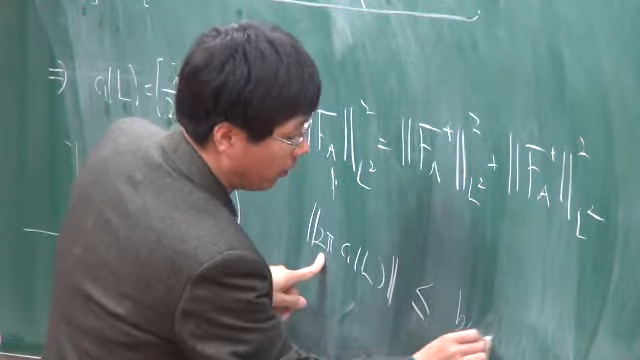 ⇒ c₁(L) = [
F_A‖²_{L²} = ‖F_A⁺‖²_{L²} + ‖F_A⁺‖²_{L²}
‖2π c₁(L)‖ ≤ b